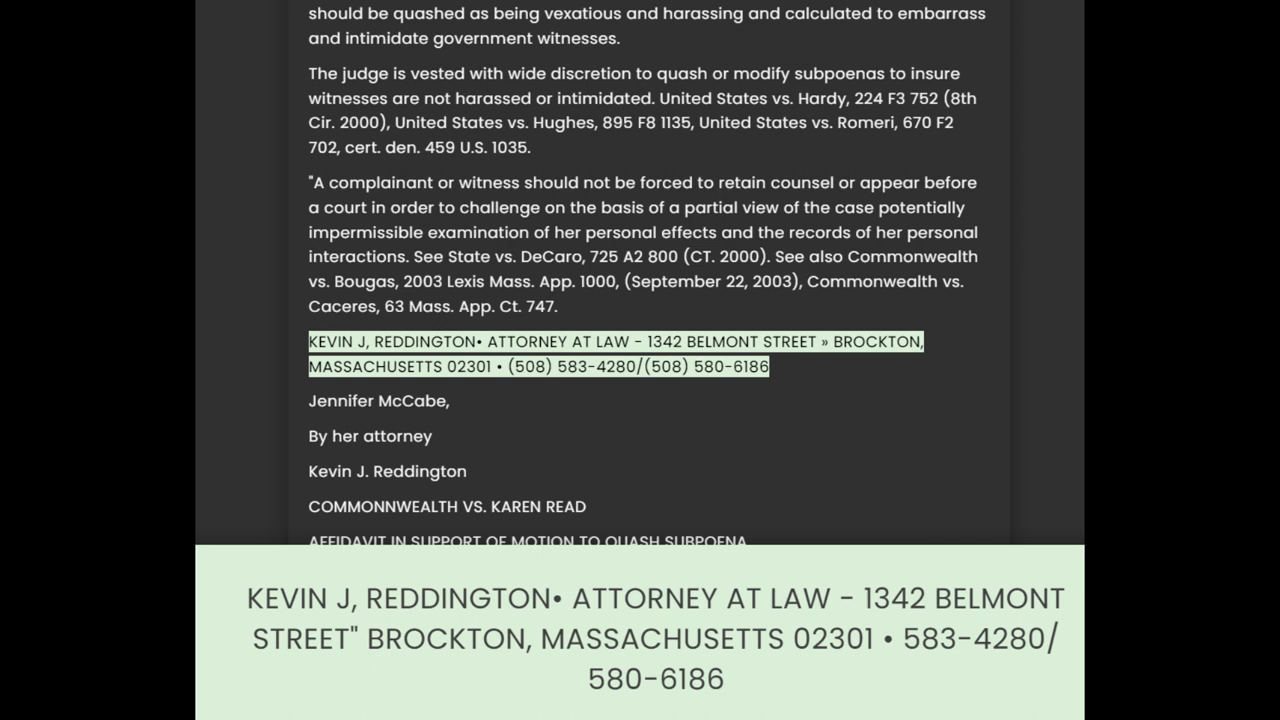 should be quashed as being vexatious and harassing and calculated to embarrass
and intimidate government witnesses.
The judge is vested with wide discretion to quash or modify subpoenas to insure
witnesses are not harassed or intimidated. United States vs. Hardy, 224 F3 752 (8th
Cir. 2000), United States vs. Hughes, 895 F8 1135, United States vs. Romeri, 670 F2
702, cert. den. 459 U.S. 1035.
"A complainant or witness should not be forced to retain counsel or appear before
a court in order to challenge on the basis of a partial view of the case potentially
impermissible examination of her personal effects and the records of her personal
interactions. See State vs. DeCaro, 725 A2 800 (CT. 2000). See also Commonwealth
vs. Bougas, 2003 Lexis Mass. App. 1000, (September 22, 2003), Commonwealth vs.
Caceres, 63 Mass. App. Ct. 747.
KEVIN J, REDDINGTON• ATTORNEY AT LAW - 1342 BELMONT STREET » BROCKTON,
MASSACHUSETTS 02301 • (508) 583-4280/(508) 580-6186
Jennifer McCabe,
By her attorney
Kevin J. Reddington
COMMONNWEALTH VS. KAREN READ
AFFIDAVIT IN SUPPORT OF MOTION TO QUASH SUBPOENA
KEVIN J, REDDINGTON• ATTORNEY AT LAW - 1342 BELMONT
STREET" BROCKTON, MASSACHUSETTS 02301 • 583-4280/
580-6186